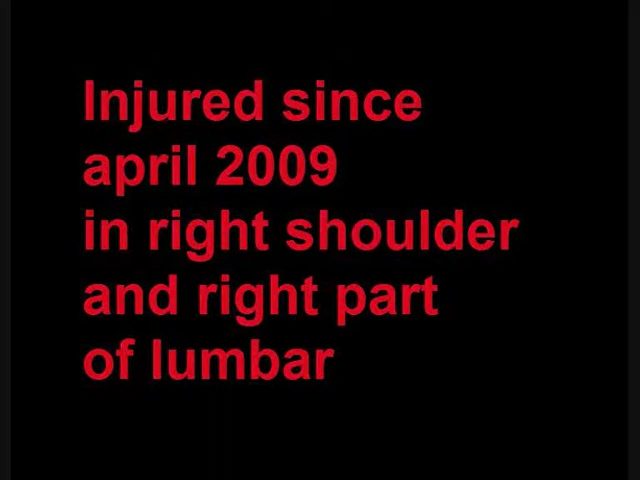 Injured since
april 2009
in right shoulder
and right part
of lumbar